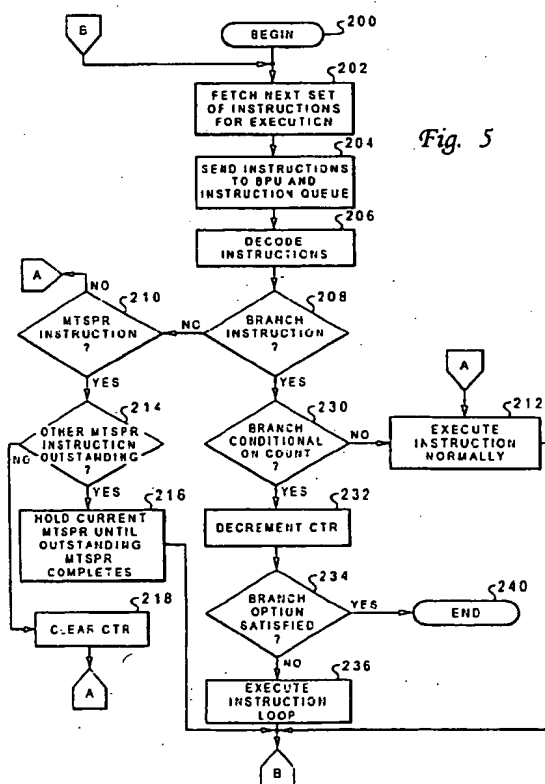 B
BEGIN
200
202
FETCH NEXT SET
OF INSTRUCTIONS
FOR EXECUTION
Fig. 5
204
SEND INSTRUCTIONS
TO BPU AND
INSTRUCTION QUEUE
206
DECODE
INSTRUCTIONS
A
NO
210
MTSPR
INSTRUCTION
?
NO
208
BRANCH
INSTRUCTION
?
YES
YES
A
214
OTHER MTSPR
INSTRUCTION
OUTSTANDING
?
NO
YES
230
BRANCH
CONDITIONAL
ON COUNT
?
NO
YES
212
EXECUTE
INSTRUCTION
NORMALLY
216
HOLD CURRENT
MTSPR UNTIL
OUTSTANDING
MTSPR
COMPLETES
232
DECREMENT CTR
218
CLEAR CTR
A
234
BRANCH
OPTION
SATISFIED
?
YES
240
END
NO
236
EXECUTE
INSTRUCTION
LOOP
B